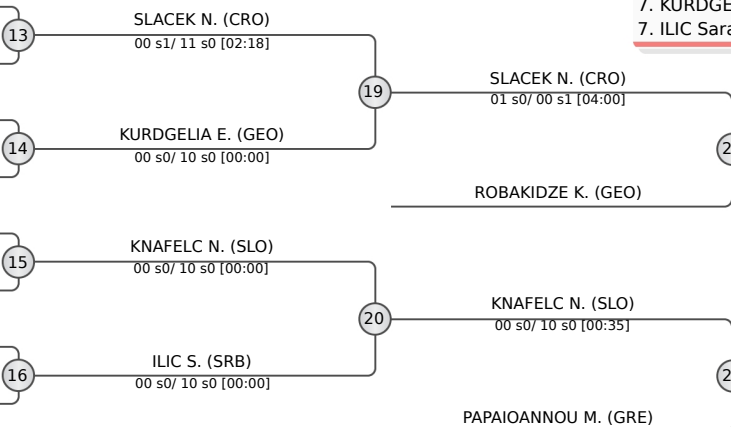 7. KURDGE
7. ILIC Sara
13
SLACEK N. (CRO)
00 s1/ 11 s0 [02:18]
19
SLACEK N. (CRO)
01 s0/ 00 s1 [04:00]
14
KURDGELIA E. (GEO)
00 s0/ 10 s0 [00:00]
2
ROBAKIDZE K. (GEO)
15
KNAFELC N. (SLO)
00 s0/ 10 s0 [00:00]
20
KNAFELC N. (SLO)
00 s0/ 10 s0 [00:35]
16
ILIC S. (SRB)
00 s0/ 10 s0 [00:00]
2
PAPAIOANNOU M. (GRE)